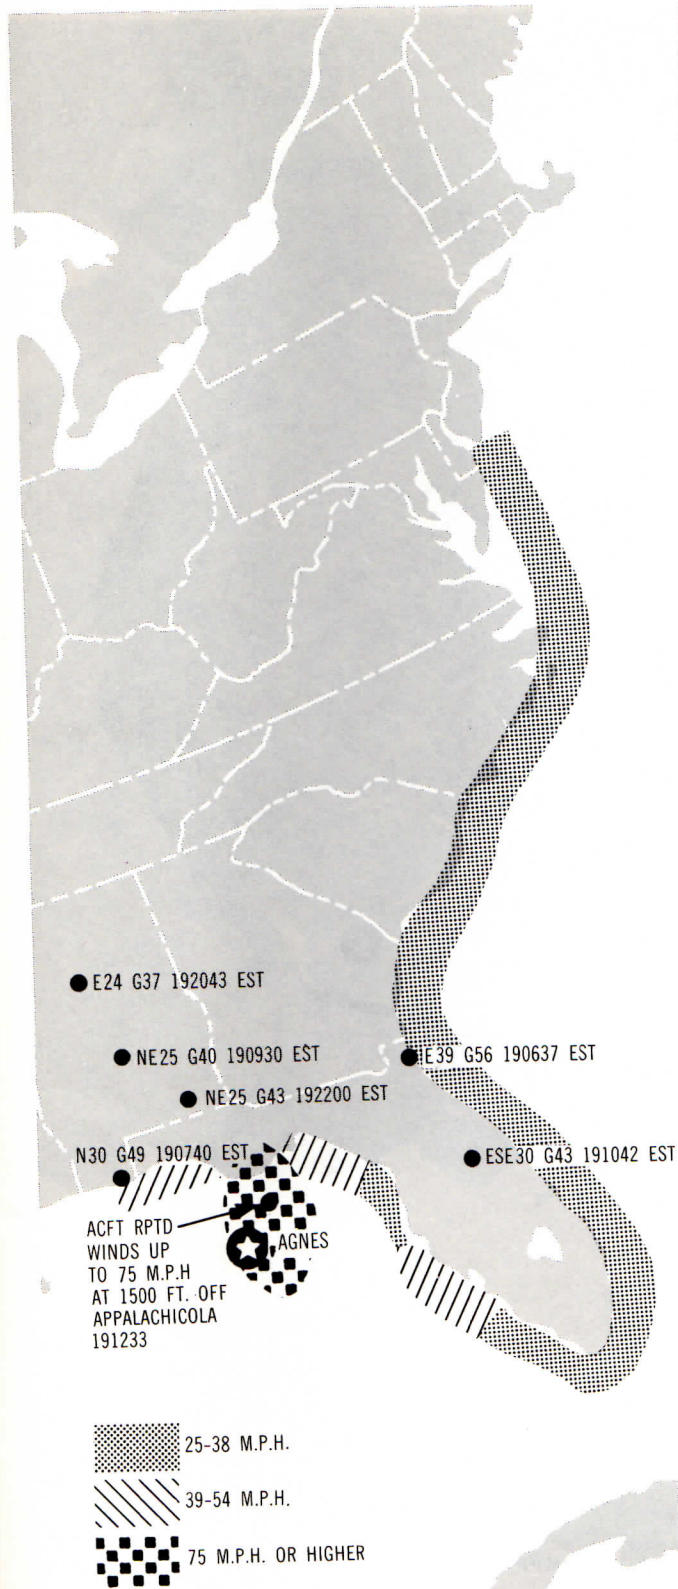 E24 G37 192043 EST
NE25 G40 190930 EST
E39 G56 190637 EST
NE25 G43 192200 EST
N30 G49 190740 EST
ESE30 G43 191042 EST
ACFT RPTD
WINDS UP
TO 75 M.P.H
AT 1500 FT. OFF
APPALACHICOLA
191233
AGNES
25-38 M.P.H.
39-54 M.P.H.
75 M.P.H. OR HIGHER